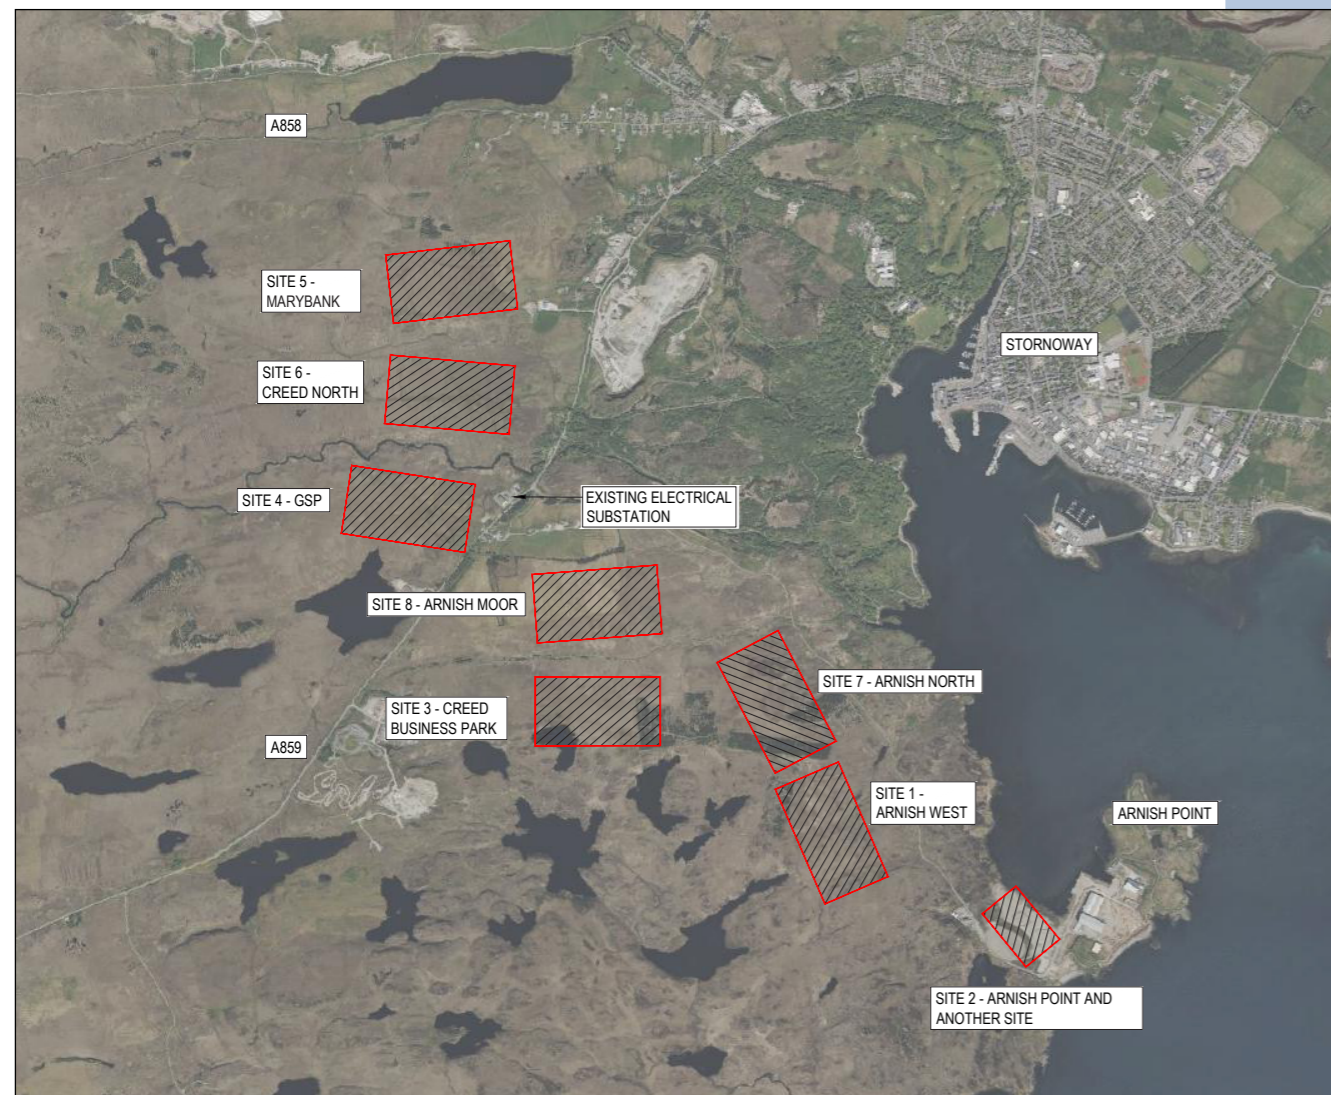 A858
SITE 5 -
MARYBANK
STORNOWAY
SITE 6 -
CREED NORTH
SITE 4 - GSP
EXISTING ELECTRICAL
SUBSTATION
SITE 8 - ARNISH MOOR
SITE 7 - ARNISH NORTH
SITE 3 - CREED
BUSINESS PARK
A859
SITE 1 -
ARNISH WEST
ARNISH POINT
SITE 2 - ARNISH POINT AND
ANOTHER SITE